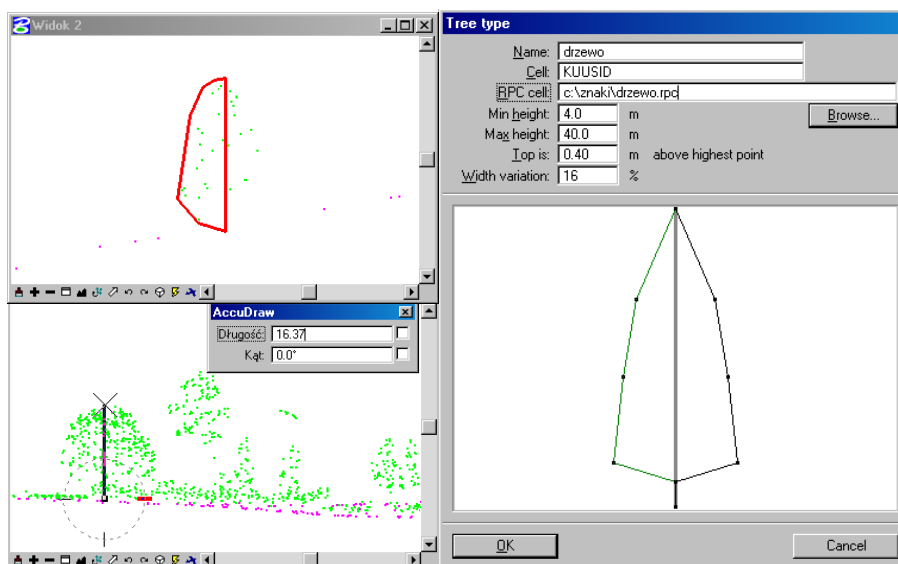 Widok 2
AccuDraw
Długość: 16.37
Kąt: 0.0°
Tree type
Name: drzewo
Cell: KUUSID
RPC cell: c:\znaki\drzewo.rpc
Min height: 4.0 m Browse...
Max height: 40.0 m
Top is: 0.40 m above highest point
Width variation: 16 %
OK Cancel